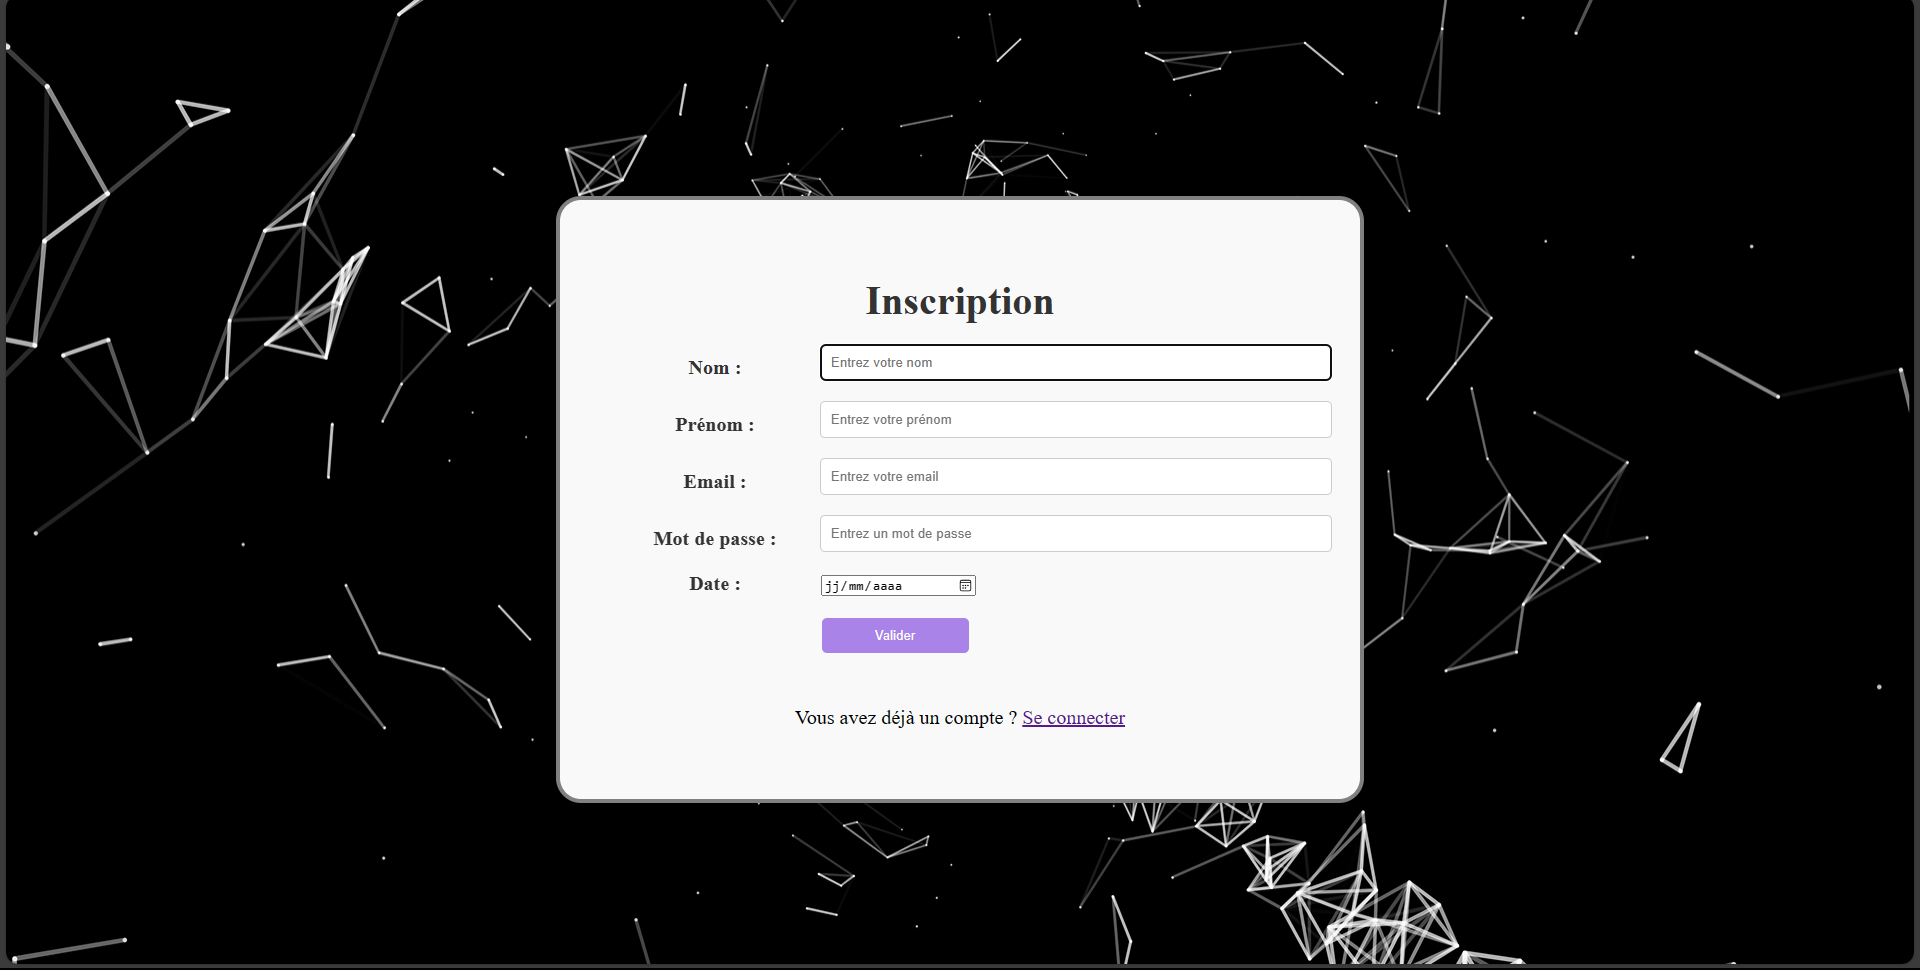 Inscription
Nom :
Entrez votre nom
Prénom :
Entrez votre prénom
Email :
Entrez votre email
Mot de passe :
Entrez un mot de passe
Date :
jj/mm/aaaa
Valider
Vous avez déjà un compte ? Se connecter